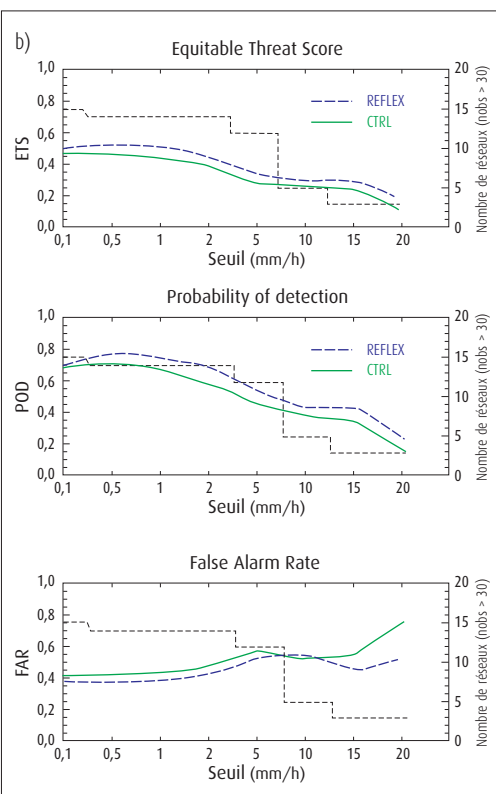 b)
Equitable Threat Score
1,0
0,8
0,6
0,4
0,2
0,0
ETS
REFLEX
CTRL
20
15
10
5
0
Nombre de réseaux (nobs > 30)
0,1 0,5 1 2 5 10 15 20
Seuil (mm/h)
Probability of detection
1,0
0,8
0,6
0,4
0,2
0,0
POD
REFLEX
CTRL
20
15
10
5
0
Nombre de réseaux (nobs > 30)
0,1 0,5 1 2 5 10 15 20
Seuil (mm/h)
False Alarm Rate
1,0
0,8
0,6
0,4
0,2
0,0
FAR
20
15
10
5
0
Nombre de réseaux (nobs > 30)
0,1 0,5 1 2 5 10 15 20
Seuil (mm/h)